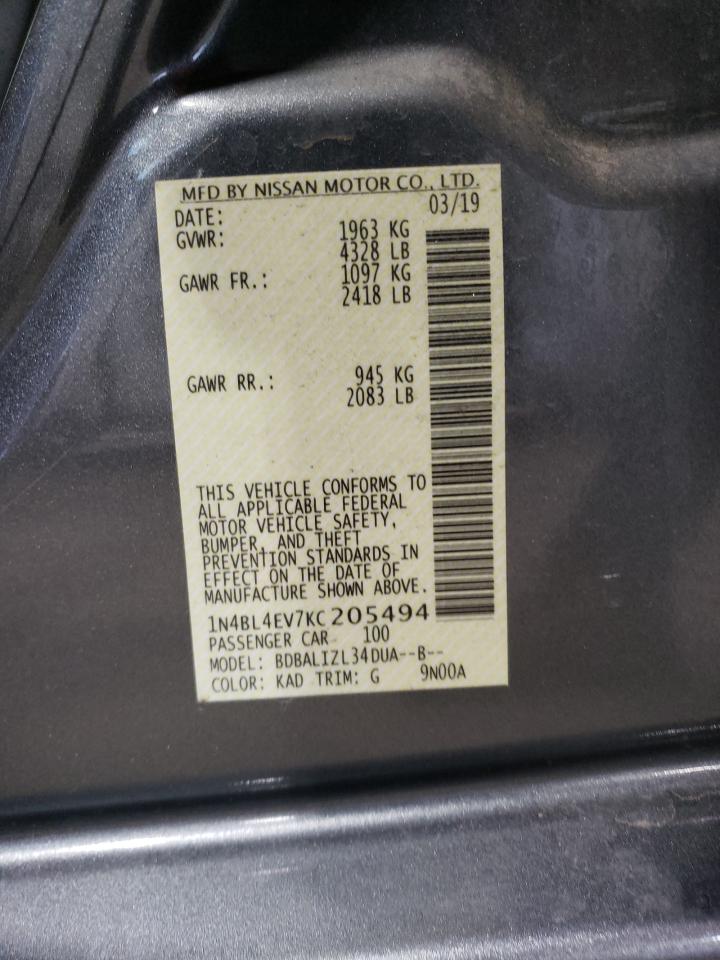 MFD BY NISSAN MOTOR CO., LTD.
DATE: 03/19
GVWR: 1963 KG
4328 LB
GAWR FR.: 1097 KG
2418 LB
GAWR RR.: 945 KG
2083 LB
THIS VEHICLE CONFORMS TO
ALL APPLICABLE FEDERAL
MOTOR VEHICLE SAFETY,
BUMPER, AND THEFT
PREVENTION STANDARDS IN
EFFECT ON THE DATE OF
MANUFACTURE SHOWN ABOVE.
1N4BL4EV7KC205494
PASSENGER CAR 100
MODEL: BDBALIZL34DUA--B--
COLOR: KAD TRIM: G 9N00A